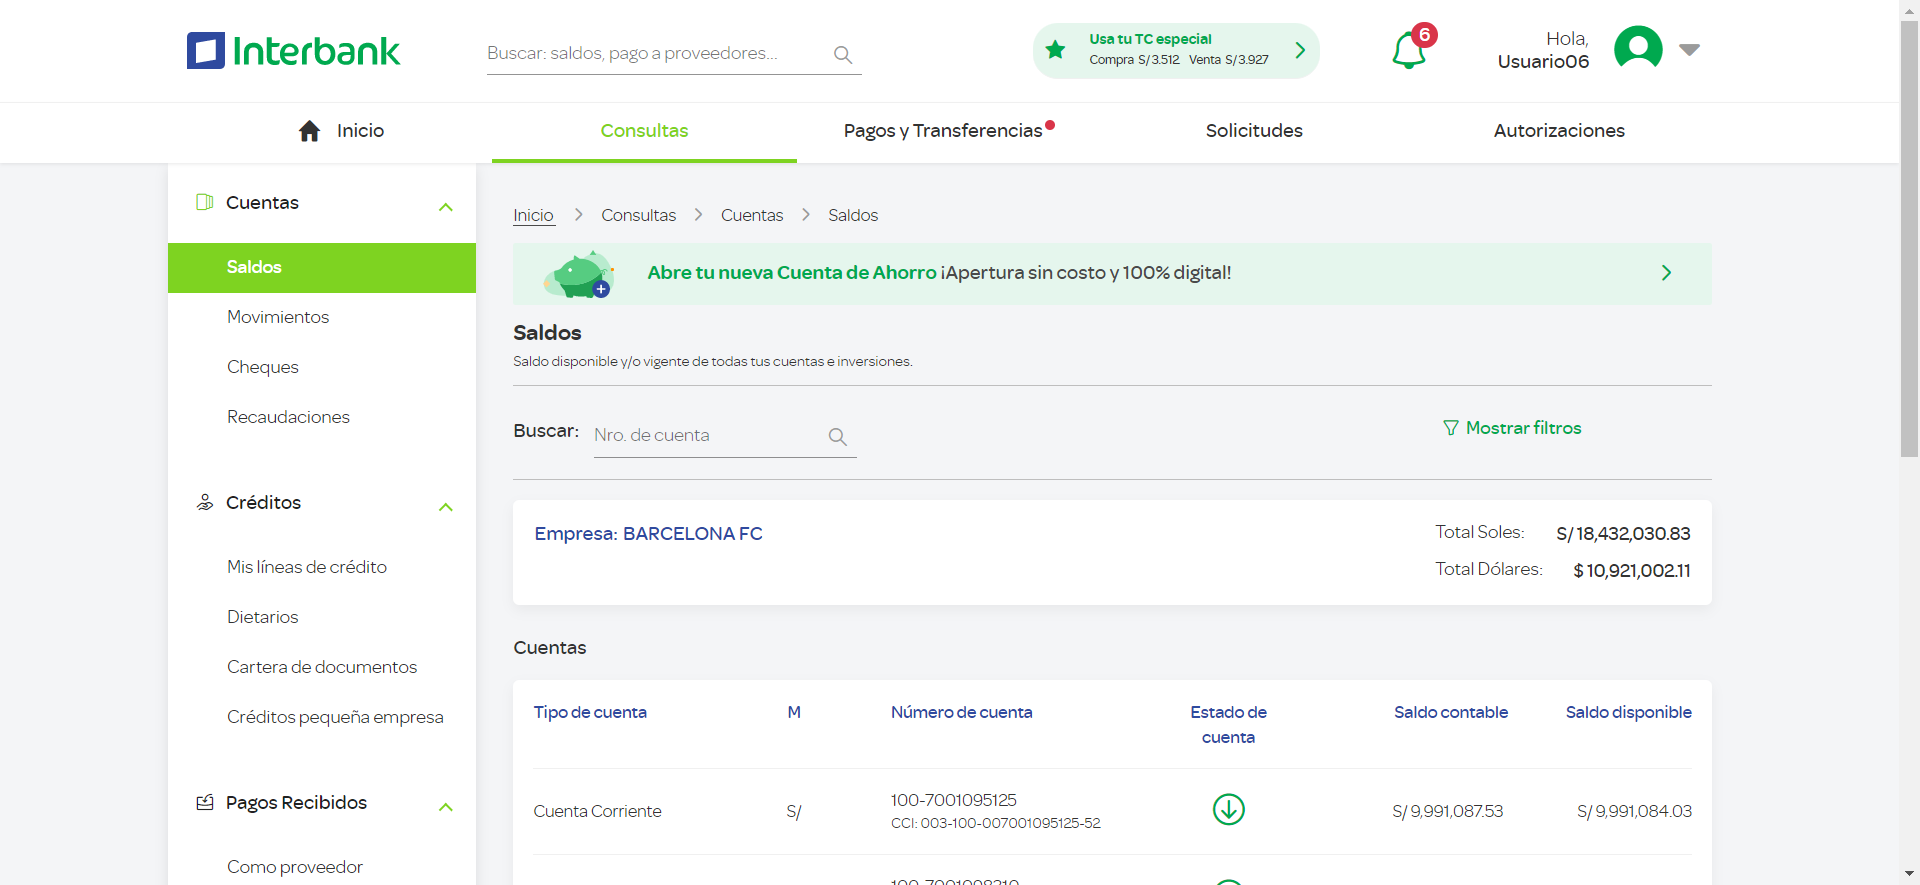 Interbank
Buscar: saldos, pago a proveedores...
Usa tu TC especial
Compra S/3.512 Venta S/3.927
6
Hola,
Usuario06
Inicio
Consultas
Pagos y Transferencias
Solicitudes
Autorizaciones
Cuentas
Saldos
Movimientos
Cheques
Recaudaciones
Créditos
Mis líneas de crédito
Dietarios
Cartera de documentos
Créditos pequeña empresa
Pagos Recibidos
Como proveedor
Inicio > Consultas > Cuentas > Saldos
Abre tu nueva Cuenta de Ahorro ¡Apertura sin costo y 100% digital!
Saldos
Saldo disponible y/o vigente de todas tus cuentas e inversiones.
Buscar: Nro. de cuenta
Mostrar filtros
Empresa: BARCELONA FC
Total Soles: S/ 18,432,030.83
Total Dólares: $ 10,921,002.11
Cuentas
Tipo de cuenta M Número de cuenta Estado de cuenta Saldo contable Saldo disponible
Cuenta Corriente S/ 100-7001095125 S/ 9,991,087.53 S/ 9,991,084.03
CCI: 003-100-007001095125-52